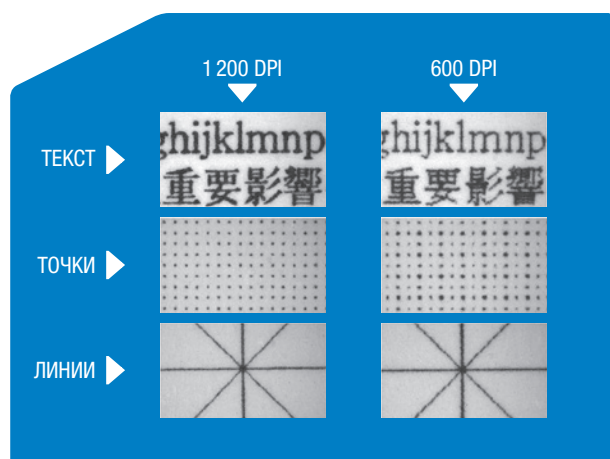 1 200 DPI
600 DPI
ТЕКСТ
ghijklmnp
重要影響
ghijklmnp
重要影響
ТОЧКИ
ЛИНИИ